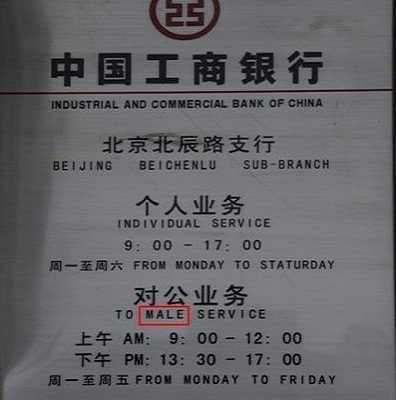 中国工商银行
INDUSTRIAL AND COMMERCIAL BANK OF CHINA
北京北辰路支行
BEIJING BEICHENLU SUB-BRANCH
个人业务
INDIVIDUAL SERVICE
9: 00 - 17: 00
周一至周六 FROM MONDAY TO STATURDAY
对公业务
TO MALE SERVICE
上午 AM: 9: 00 - 12: 00
下午 PM: 13: 30 - 17: 00
周一至周五 FROM MONDAY TO FRIDAY